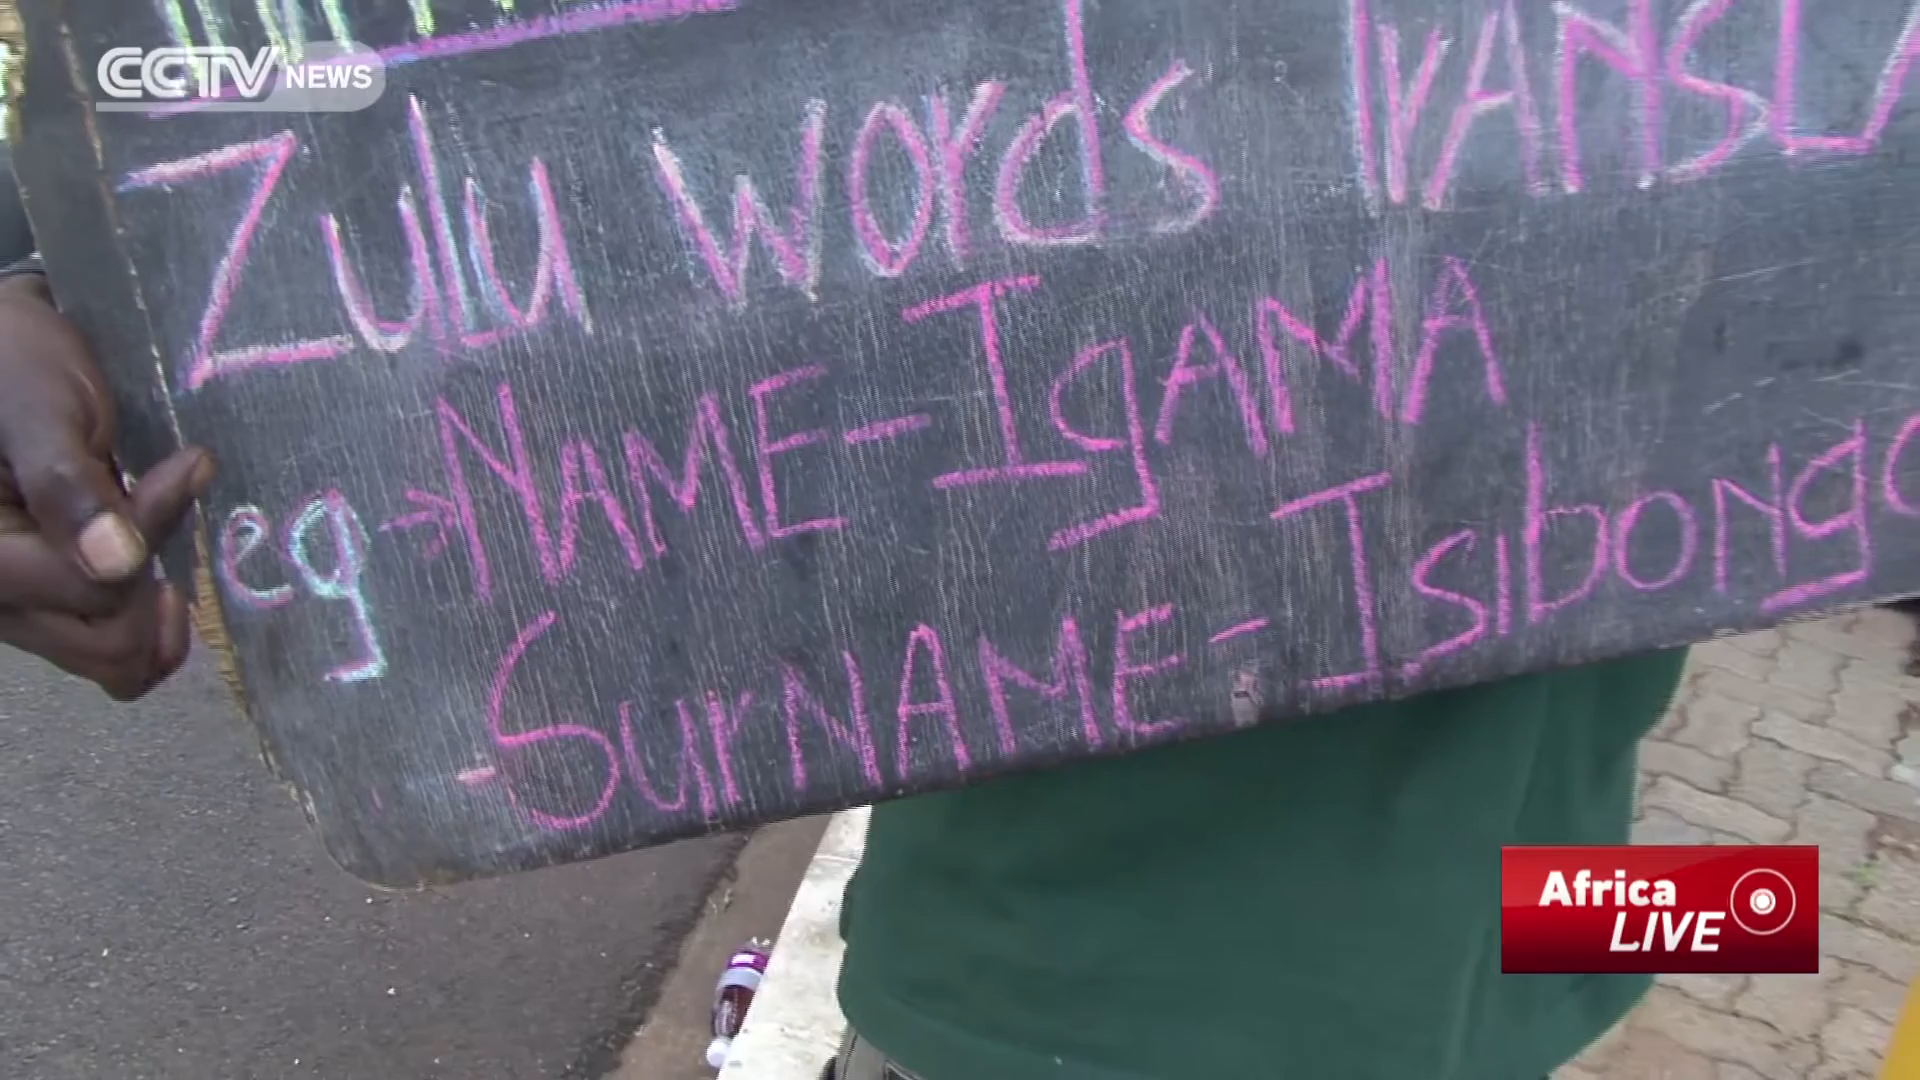 CCTV NEWS
Zulu words
eg → NAME - IgAMA
- SurNAME - Isibong
Africa
LIVE